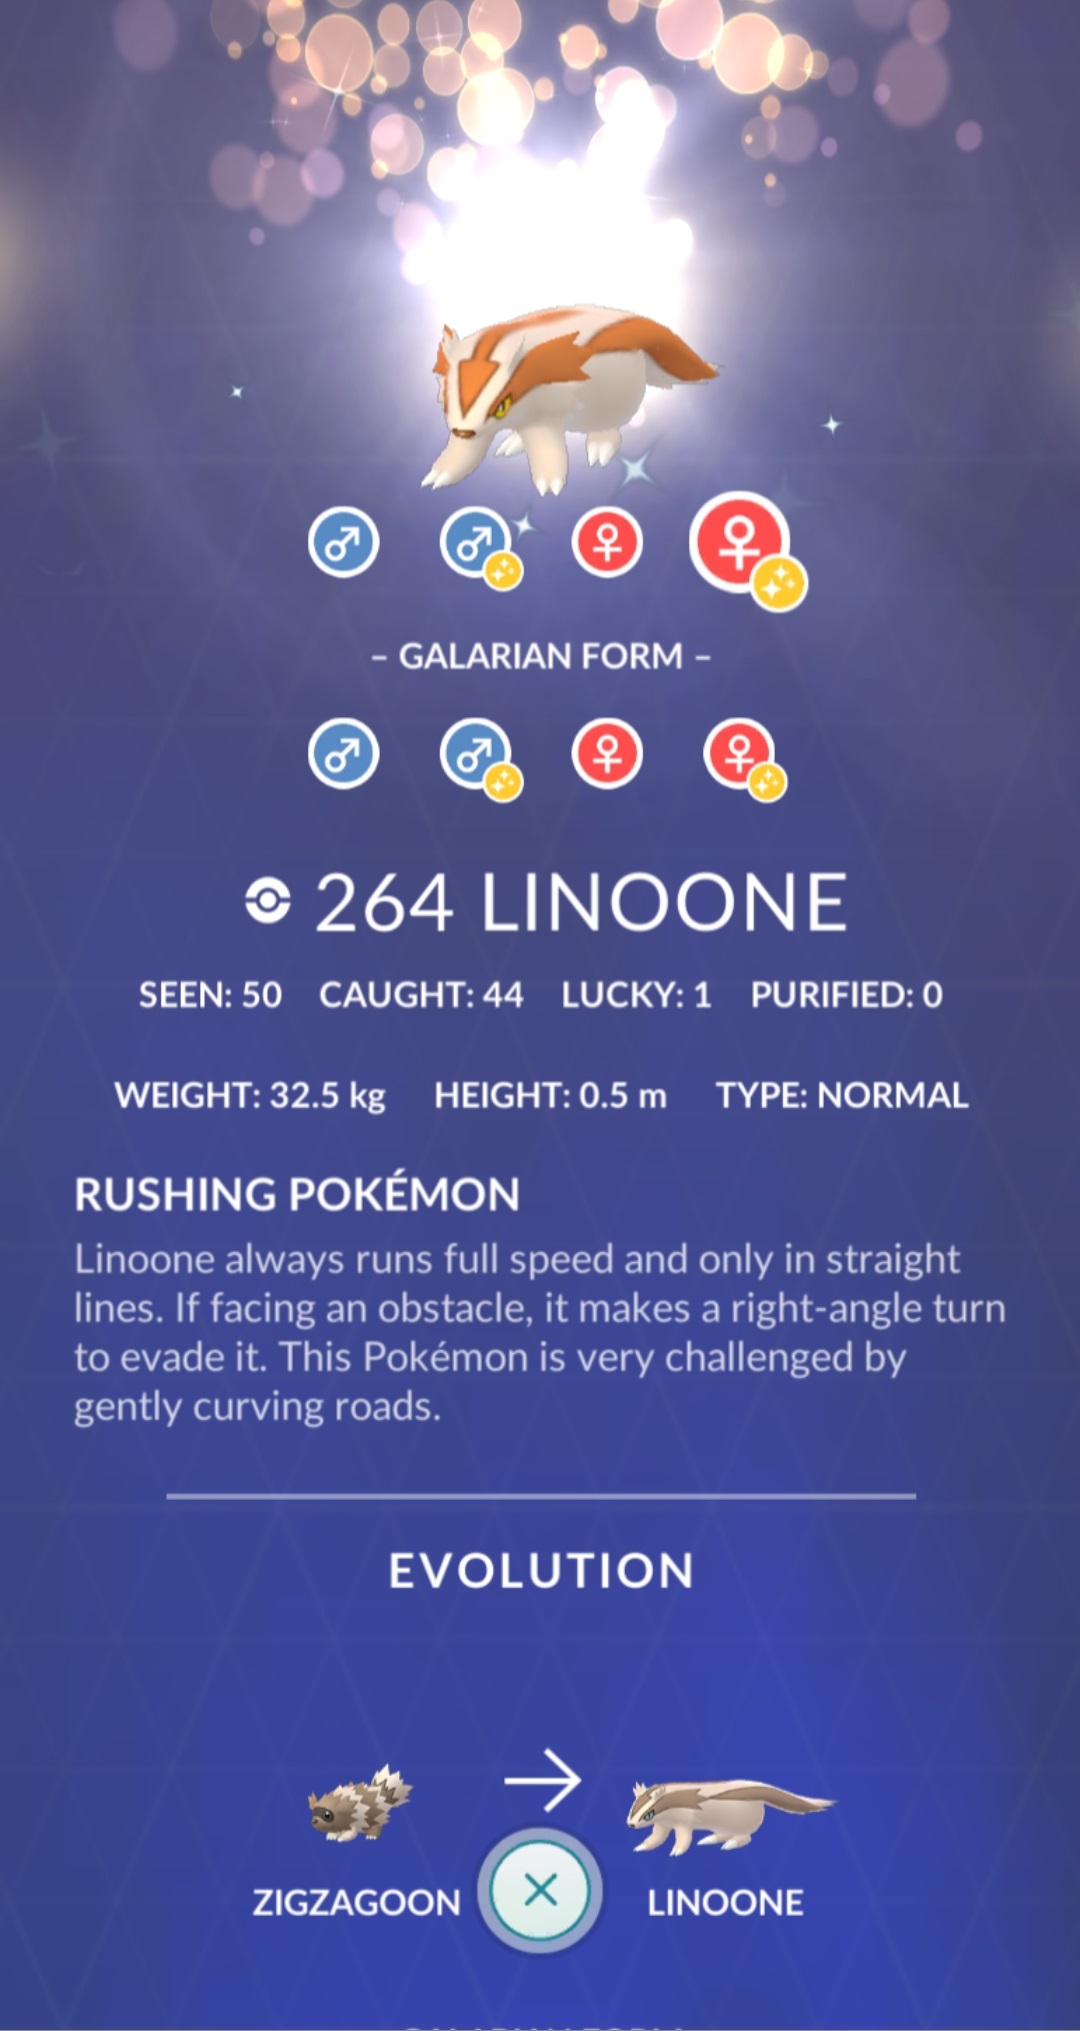 – GALARIAN FORM –
264 LINOONE
SEEN: 50 CAUGHT: 44 LUCKY: 1 PURIFIED: 0
WEIGHT: 32.5 kg HEIGHT: 0.5 m TYPE: NORMAL
RUSHING POKÉMON
Linoone always runs full speed and only in straight
lines. If facing an obstacle, it makes a right-angle turn
to evade it. This Pokémon is very challenged by
gently curving roads.
EVOLUTION
ZIGZAGOON LINOONE